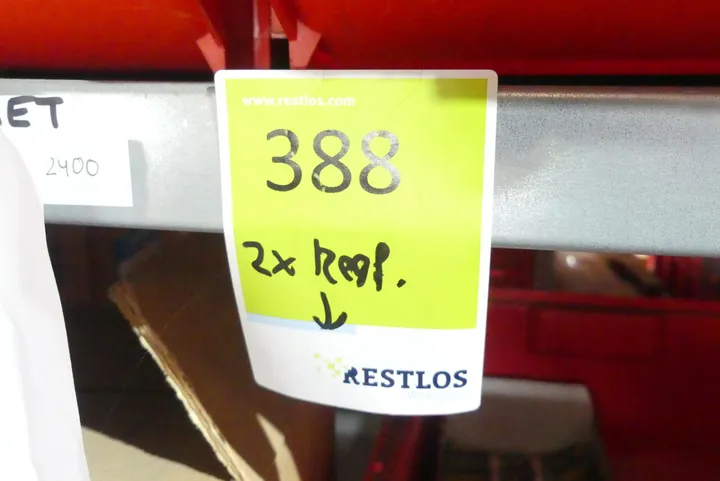 ET
2400
www.restlos.com
388
2x Regf.
RESTLOS